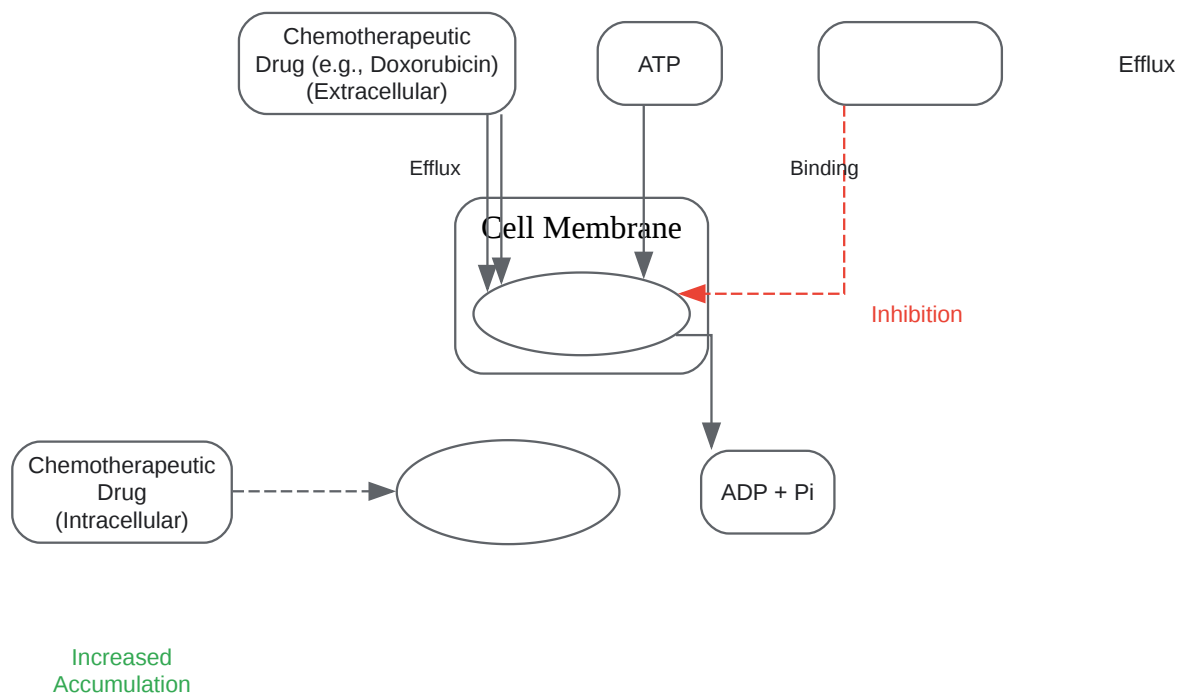 Chemotherapeutic
Drug (e.g., Doxorubicin)
(Extracellular)
ATP
Efflux
Efflux
Binding
Cell Membrane
Inhibition
Chemotherapeutic
Drug
(Intracellular)
ADP + Pi
Increased
Accumulation